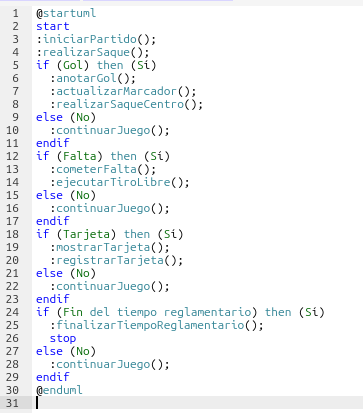 1 @startuml
2 start
3 :iniciarPartido();
4 :realizarSaque();
5 if (Gol) then (Sí)
6 :anotarGol();
7 :actualizarMarcador();
8 :realizarSaqueCentro();
9 else (No)
10 :continuarJuego();
11 endif
12 if (Falta) then (Sí)
13 :cometerFalta();
14 :ejecutarTiroLibre();
15 else (No)
16 :continuarJuego();
17 endif
18 if (Tarjeta) then (Sí)
19 :mostrarTarjeta();
20 :registrarTarjeta();
21 else (No)
22 :continuarJuego();
23 endif
24 if (Fin del tiempo reglamentario) then (Sí)
25 :finalizarTiempoReglamentario();
26 stop
27 else (No)
28 :continuarJuego();
29 endif
30 @enduml
31